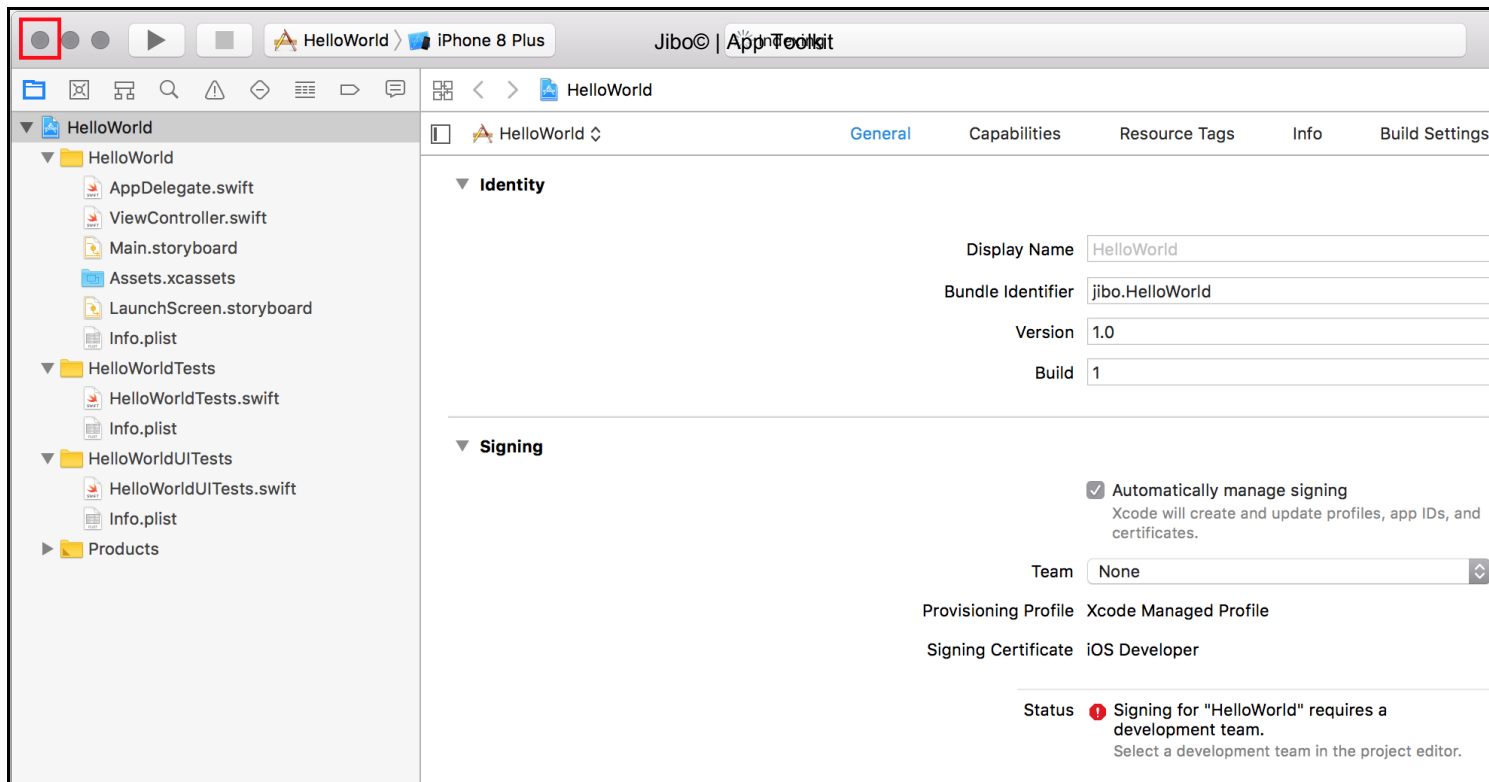 HelloWorld iPhone 8 Plus
Jibo© | App Toolkit
Indexing
HelloWorld
HelloWorld
AppDelegate.swift
ViewController.swift
Main.storyboard
Assets.xcassets
LaunchScreen.storyboard
Info.plist
HelloWorldTests
HelloWorldTests.swift
Info.plist
HelloWorldUITests
HelloWorldUITests.swift
Info.plist
Products
HelloWorld
HelloWorld General Capabilities Resource Tags Info Build Settings
Identity
Display Name HelloWorld
Bundle Identifier jibo.HelloWorld
Version 1.0
Build 1
Signing
Automatically manage signing
Xcode will create and update profiles, app IDs, and
certificates.
Team None
Provisioning Profile Xcode Managed Profile
Signing Certificate iOS Developer
Status Signing for "HelloWorld" requires a
development team.
Select a development team in the project editor.